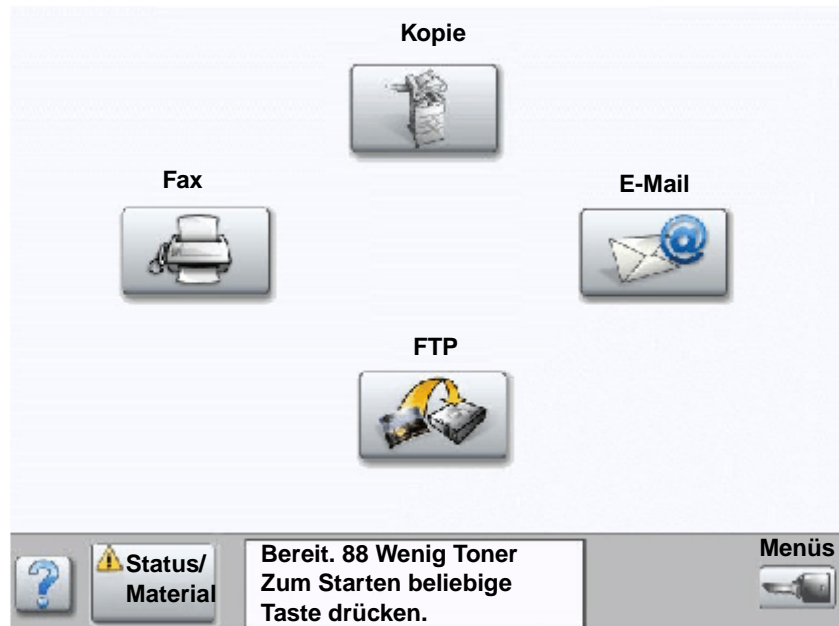 Kopie
Fax
E-Mail
FTP
Status/
Material
Bereit. 88 Wenig Toner
Zum Starten beliebige
Taste drücken.
Menüs